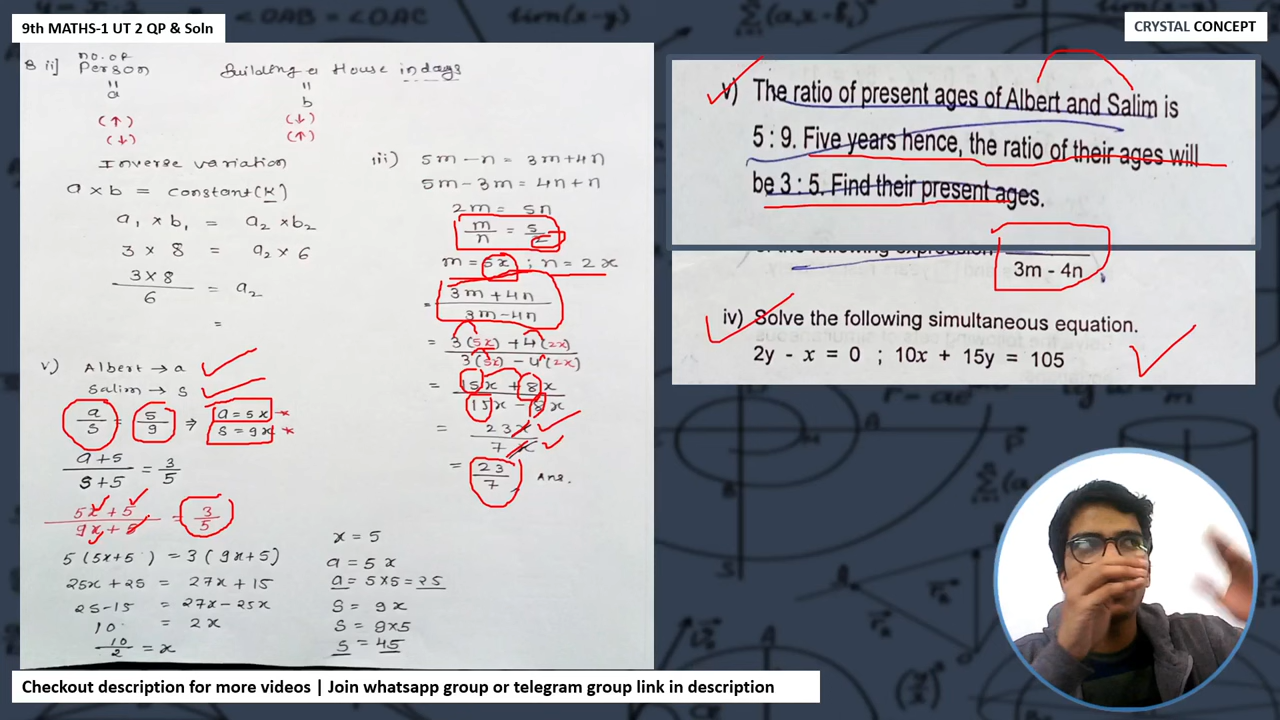 9th MATHS-1 UT 2 QP & Soln
CRYSTAL CONCEPT
8 ii] no. of Person
Building a House in days
"
a
"
b
(↑) (↓)
(↓) (↑)
Inverse variation
a × b = constant (K)
a₁ × b₁ = a₂ × b₂
3 × 8 = a₂ × 6
3 × 8 / 6 = a₂
=
iii) 5m - n = 3m + 4n
5m - 3m = 4n + n
2m = 5n
m/n = 5/2
m = 5x ; n = 2x
= 3m + 4n / 3m - 4n
= 3(5x) + 4(2x) / 3(5x) - 4(2x)
= 15x + 8x / 15x - 8x
= 23x / 7x
= 23/7 Ans.
v) Albert → a
Salim → s
a/s = 5/9 ⇒ a = 5x
s = 9x
a+5 / s+5 = 3/5
5x+5 / 9x+5 = 3/5
5(5x+5) = 3(9x+5)
25x + 25 = 27x + 15
25 - 15 = 27x - 25x
10 = 2x
10/2 = x
x = 5
a = 5x
a = 5×5 = 25
s = 9x
s = 9×5
s = 45
v) The ratio of present ages of Albert and Salim is
5 : 9. Five years hence, the ratio of their ages will
be 3 : 5. Find their present ages.
of the following expression
3m - 4n
iv) Solve the following simultaneous equation.
2y - x = 0 ; 10x + 15y = 105
Checkout description for more videos | Join whatsapp group or telegram group link in description